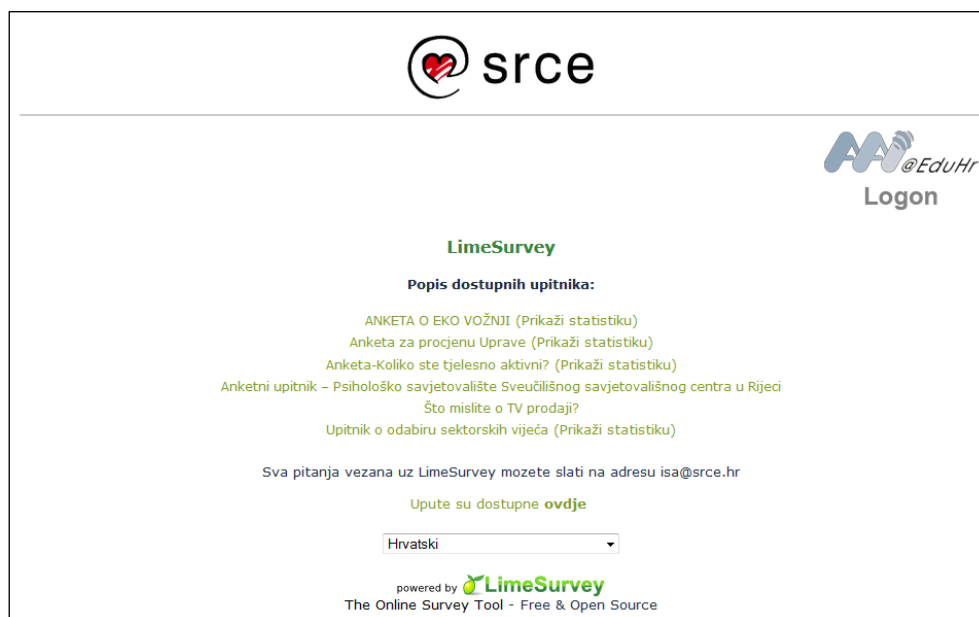 srce
AAI@EduHr
Logon
LimeSurvey
Popis dostupnih upitnika:
ANKETA O EKO VOŽNJI (Prikaži statistiku)
Anketa za procjenu Uprave (Prikaži statistiku)
Anketa-Koliko ste tjelesno aktivni? (Prikaži statistiku)
Anketni upitnik – Psihološko savjetovalište Sveučilišnog savjetovališnog centra u Rijeci
Što mislite o TV prodaji?
Upitnik o odabiru sektorskih vijeća (Prikaži statistiku)
Sva pitanja vezana uz LimeSurvey mozete slati na adresu isa@srce.hr
Upute su dostupne ovdje
Hrvatski
powered by LimeSurvey
The Online Survey Tool - Free & Open Source